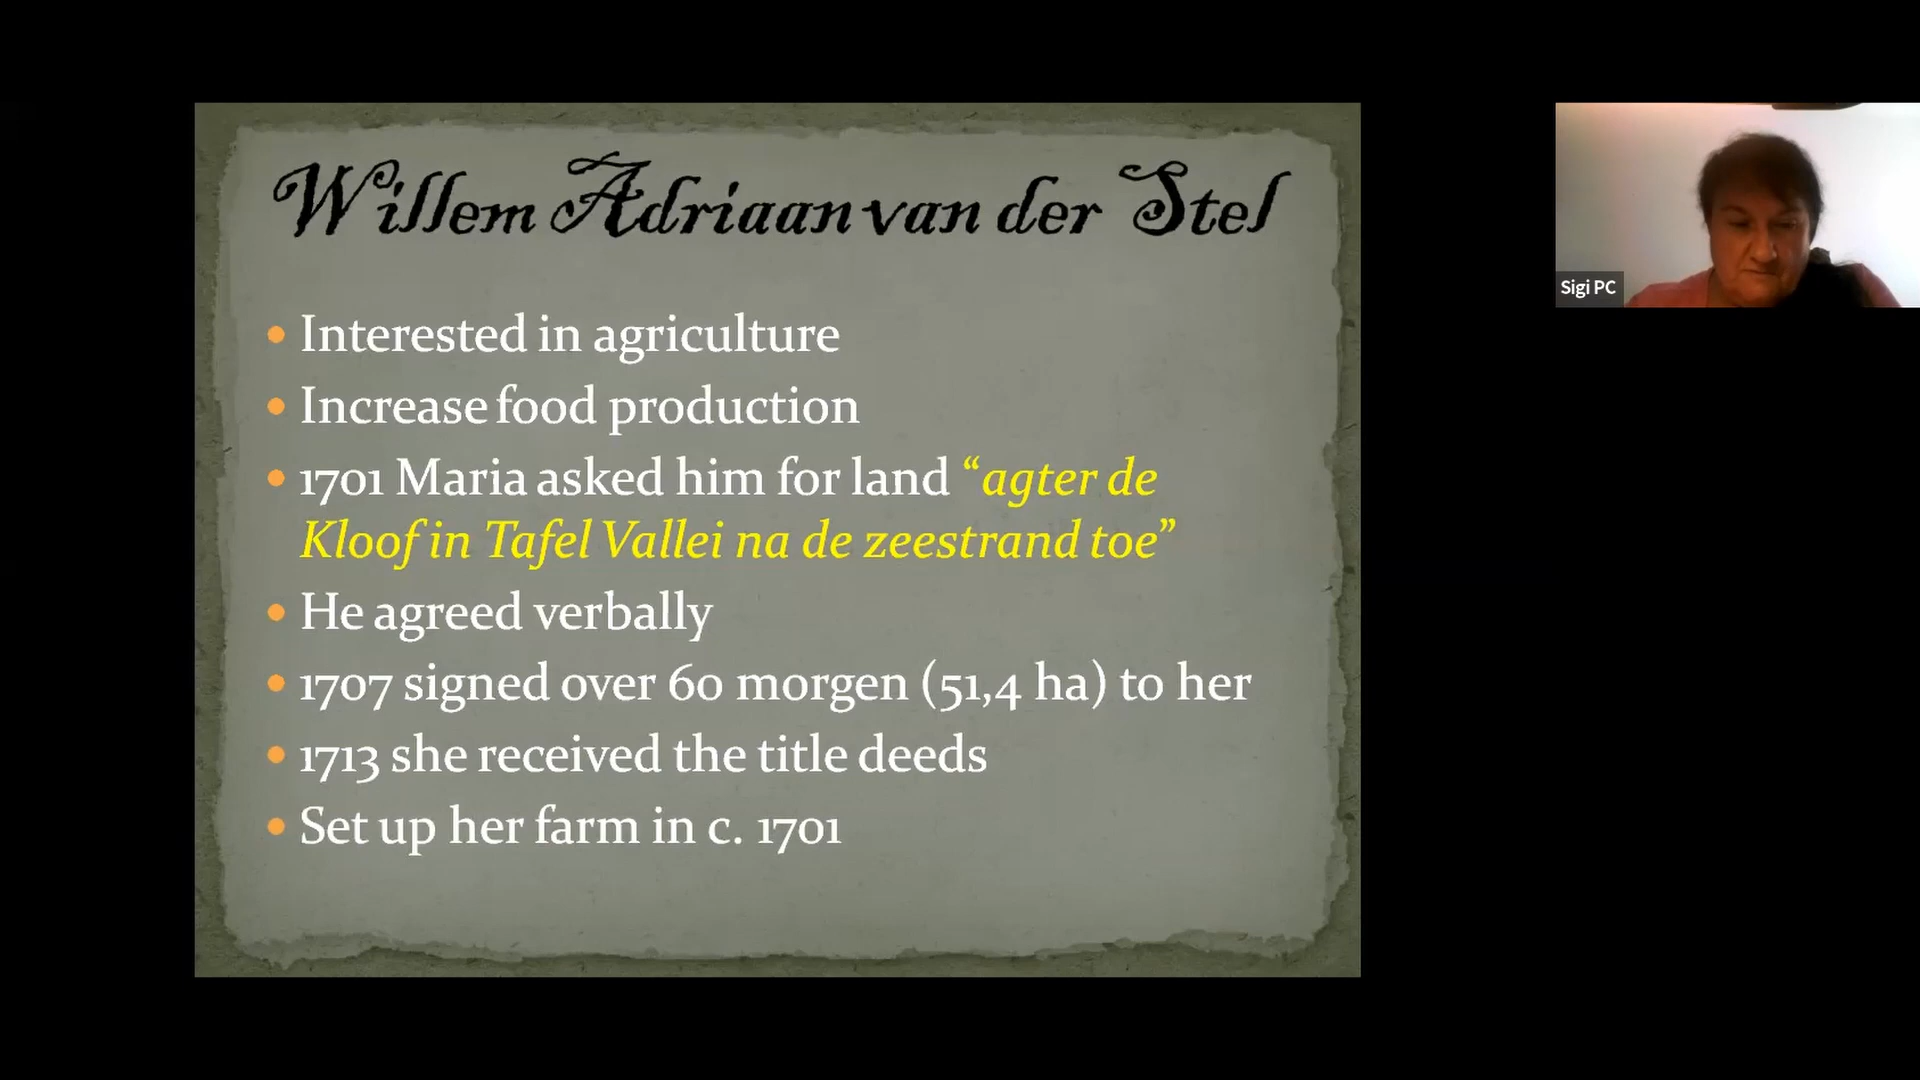 Willem Adriaan van der Stel
Interested in agriculture
Increase food production
1701 Maria asked him for land “agter de
Kloof in Tafel Vallei na de zeestrand toe”
He agreed verbally
1707 signed over 60 morgen (51,4 ha) to her
1713 she received the title deeds
Set up her farm in c. 1701
Sigi PC